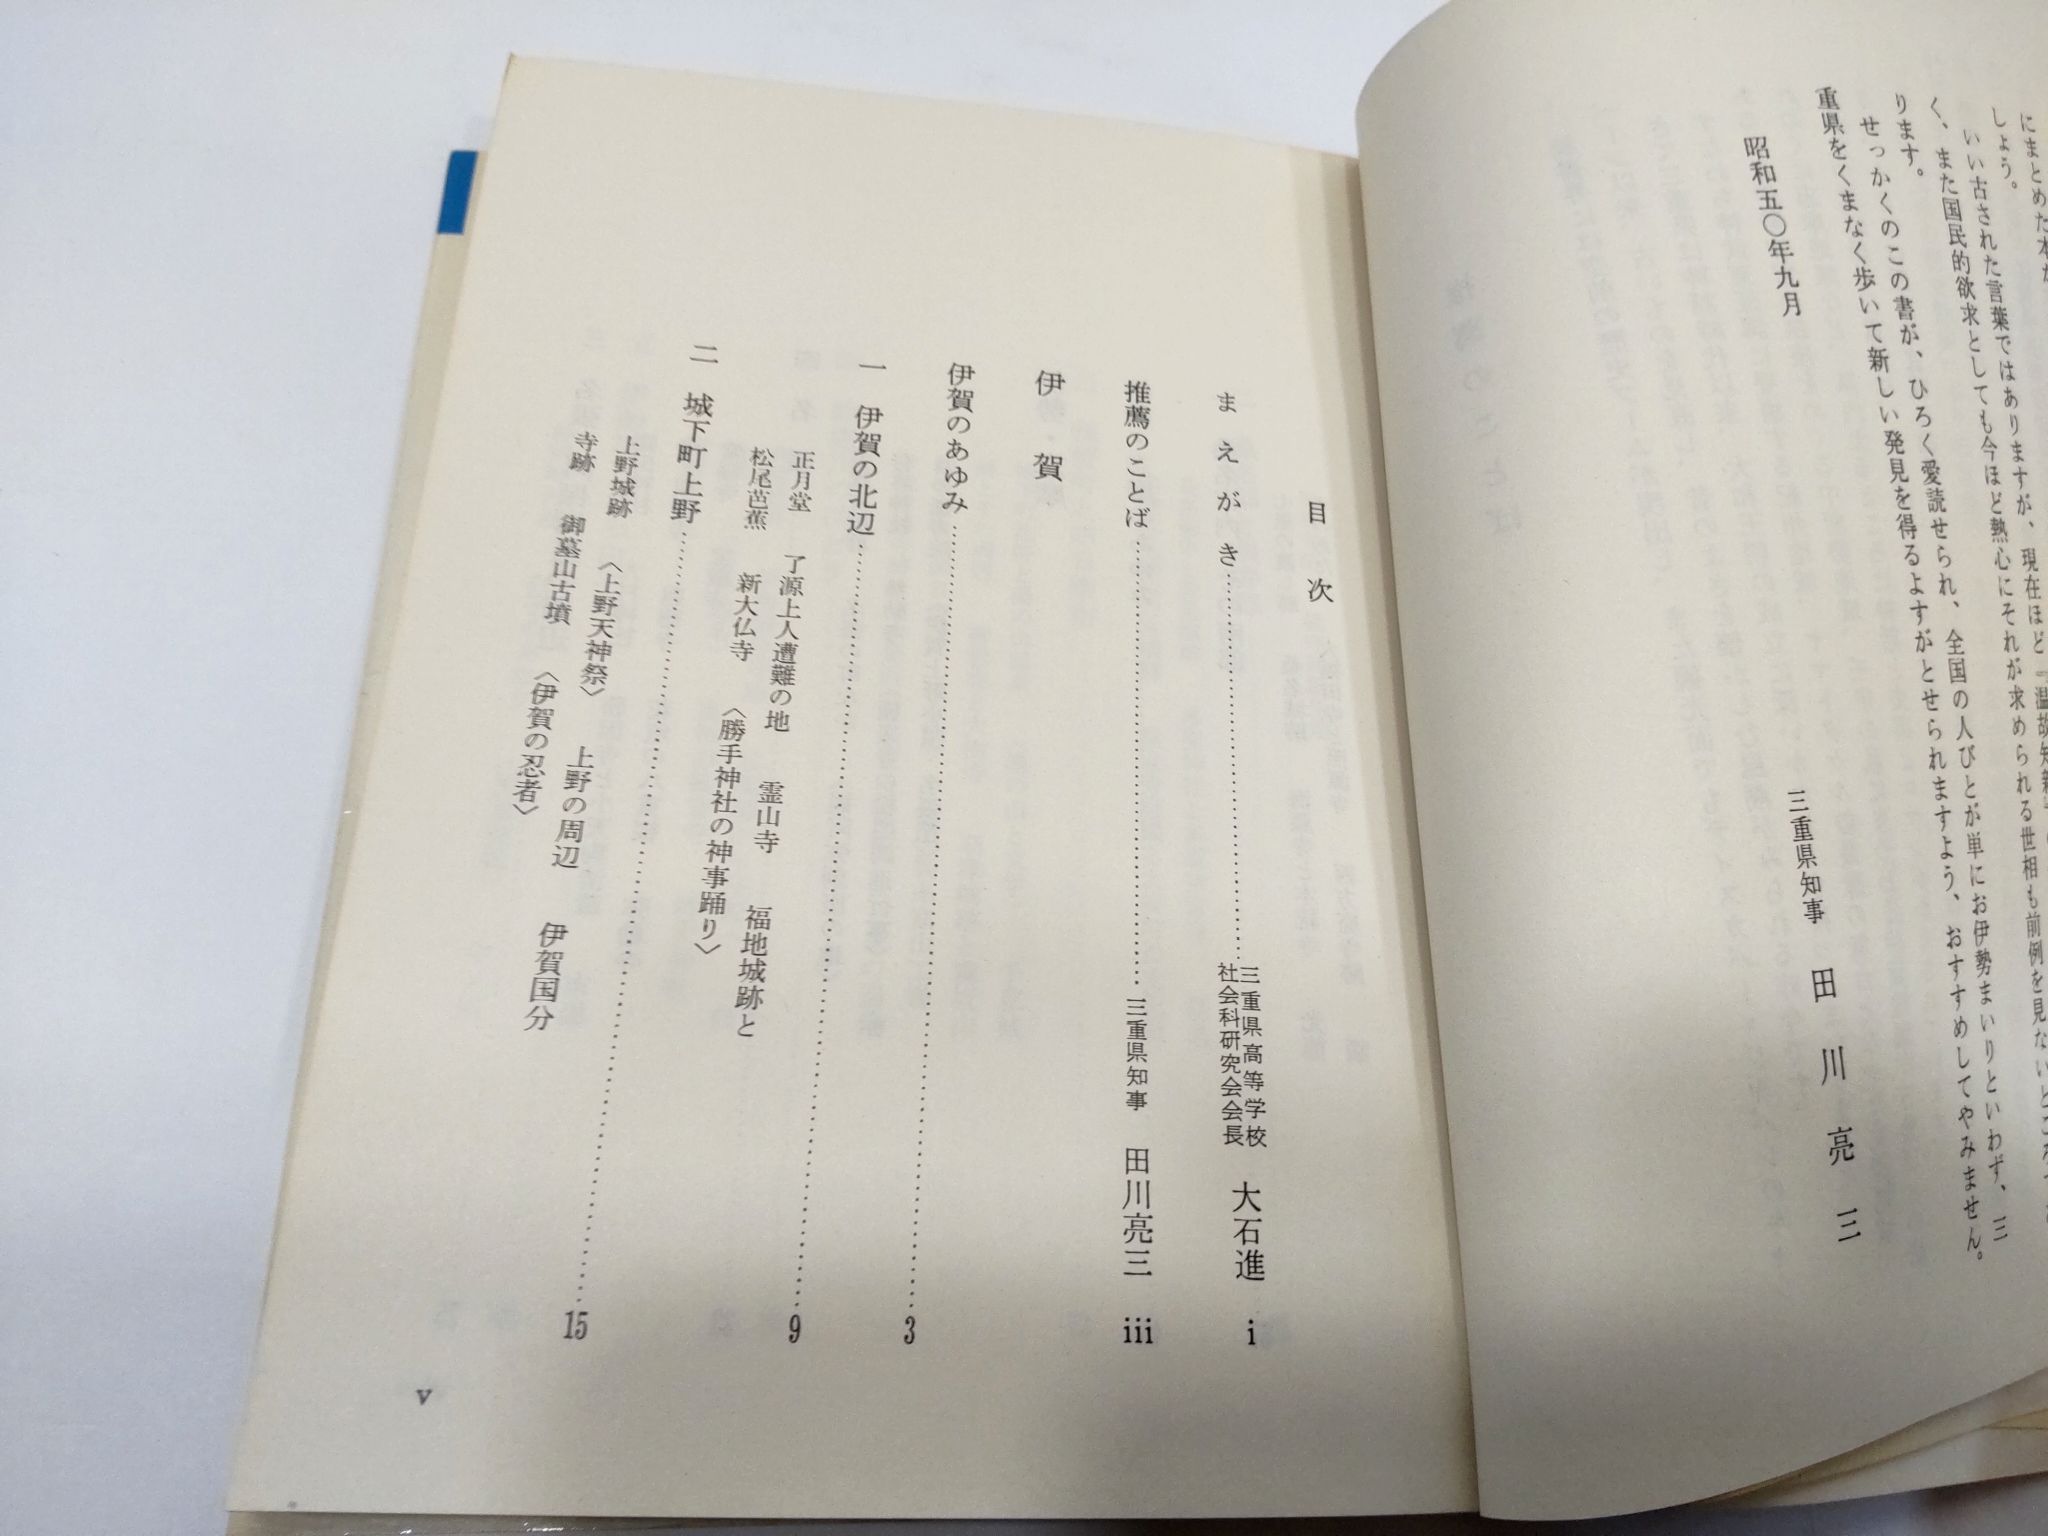 にまとめた本が
しょう。
いい古された言葉ではありますが、現在ほど『温故知新』
く、また国民的欲求としても今ほど熱心にそれが求められる世相も前例を見ないところ
ります。
せっかくのこの書が、ひろく愛読せられ、全国の人びとが単にお伊勢まいりといわず、三
重県をくまなく歩いて新しい発見を得るよすがとせられますよう、おすすめしてやみません。
昭和五〇年九月
三重県知事 田川亮三
目次
まえがき……三重県高等学校社会科研究会会長 大石進 i
推薦のことば……三重県知事 田川亮三 iii
伊賀
伊賀のあゆみ……3
一 伊賀の北辺……9
正月堂 了源上人遭難の地 霊山寺 福地城跡と
松尾芭蕉 新大仏寺 〈勝手神社の神事踊り〉
二 城下町上野……15
上野城跡 〈上野天神祭〉 上野の周辺 伊賀国分
寺跡 御墓山古墳 〈伊賀の忍者〉
v